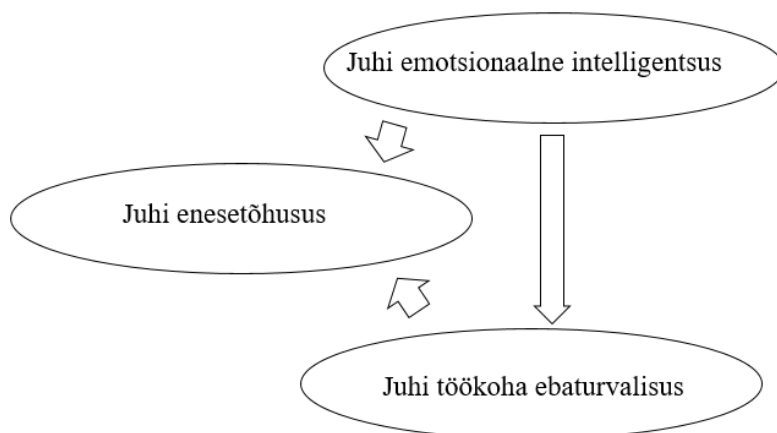 Juhi emotsionaalne intelligentsus
Juhi enesetõhusus
Juhi töökoha ebaturvalisus